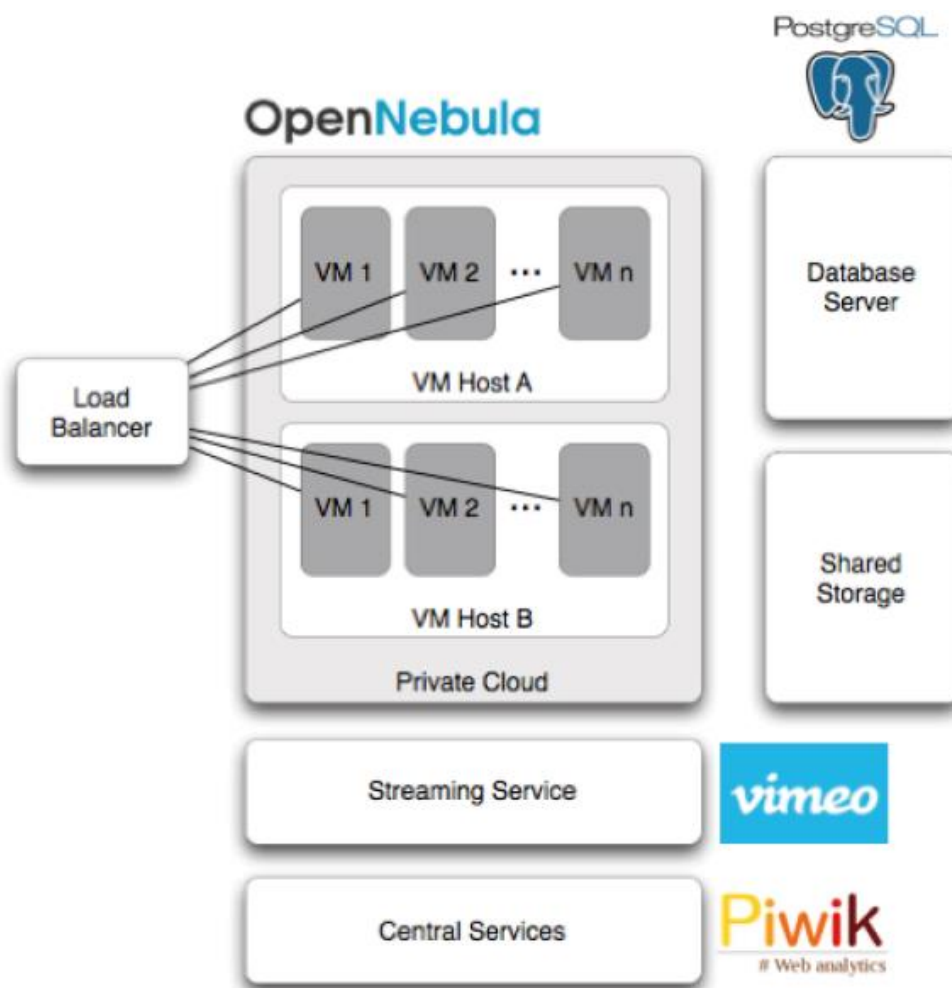 PostgreSQL
OpenNebula
VM 1
VM 2
...
VM n
VM Host A
Database
Server
Load
Balancer
VM 1
VM 2
...
VM n
VM Host B
Shared
Storage
Private Cloud
Streaming Service
vimeo
Central Services
Piwik
# Web analytics